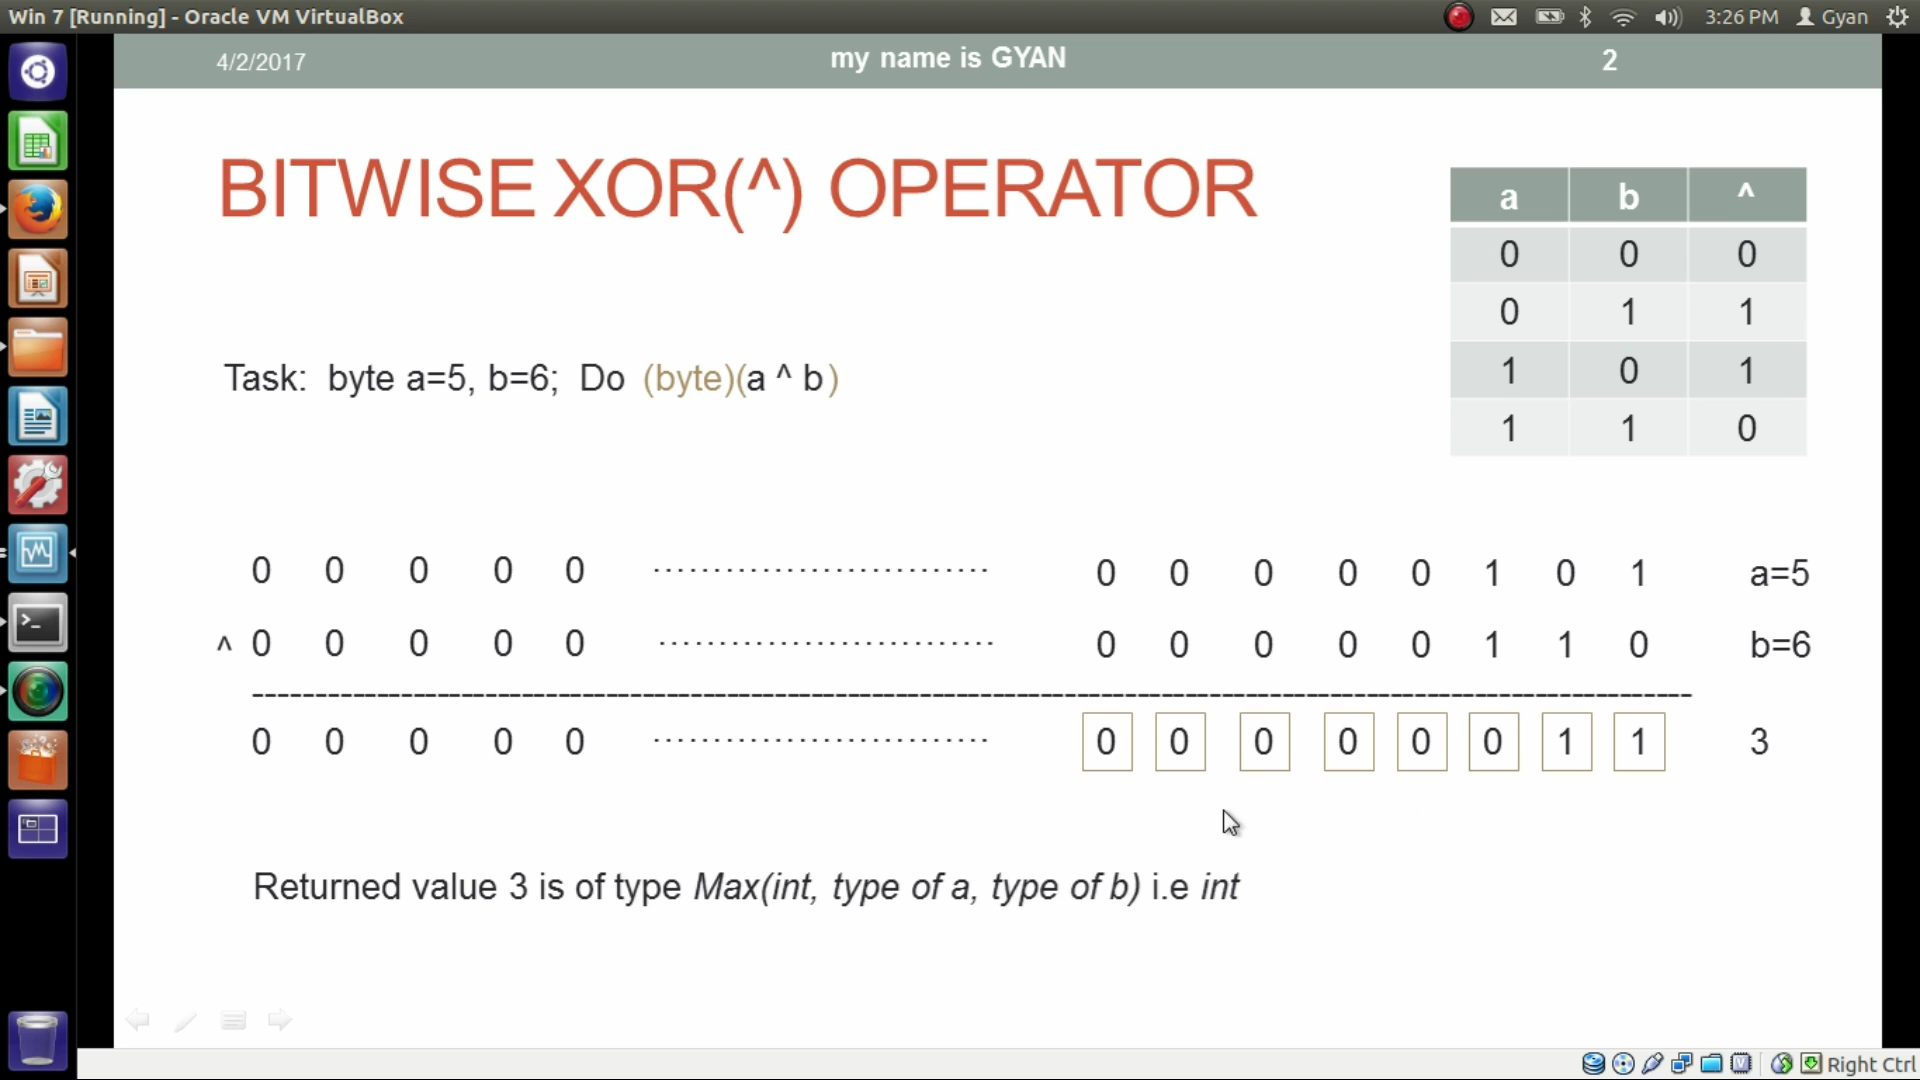 Win 7 [Running] - Oracle VM VirtualBox
3:26 PM Gyan
4/2/2017 my name is GYAN 2
BITWISE XOR(^) OPERATOR
a b ^
0 0 0
0 1 1
1 0 1
1 1 0
Task: byte a=5, b=6; Do (byte)(a ^ b)
0 0 0 0 0 ............................ 0 0 0 0 0 1 0 1 a=5
^ 0 0 0 0 0 ............................ 0 0 0 0 0 1 1 0 b=6
------------------------------------------------------------------------------------------------------------------------
0 0 0 0 0 ............................ 0 0 0 0 0 0 1 1 3
Returned value 3 is of type Max(int, type of a, type of b) i.e int
Right Ctrl